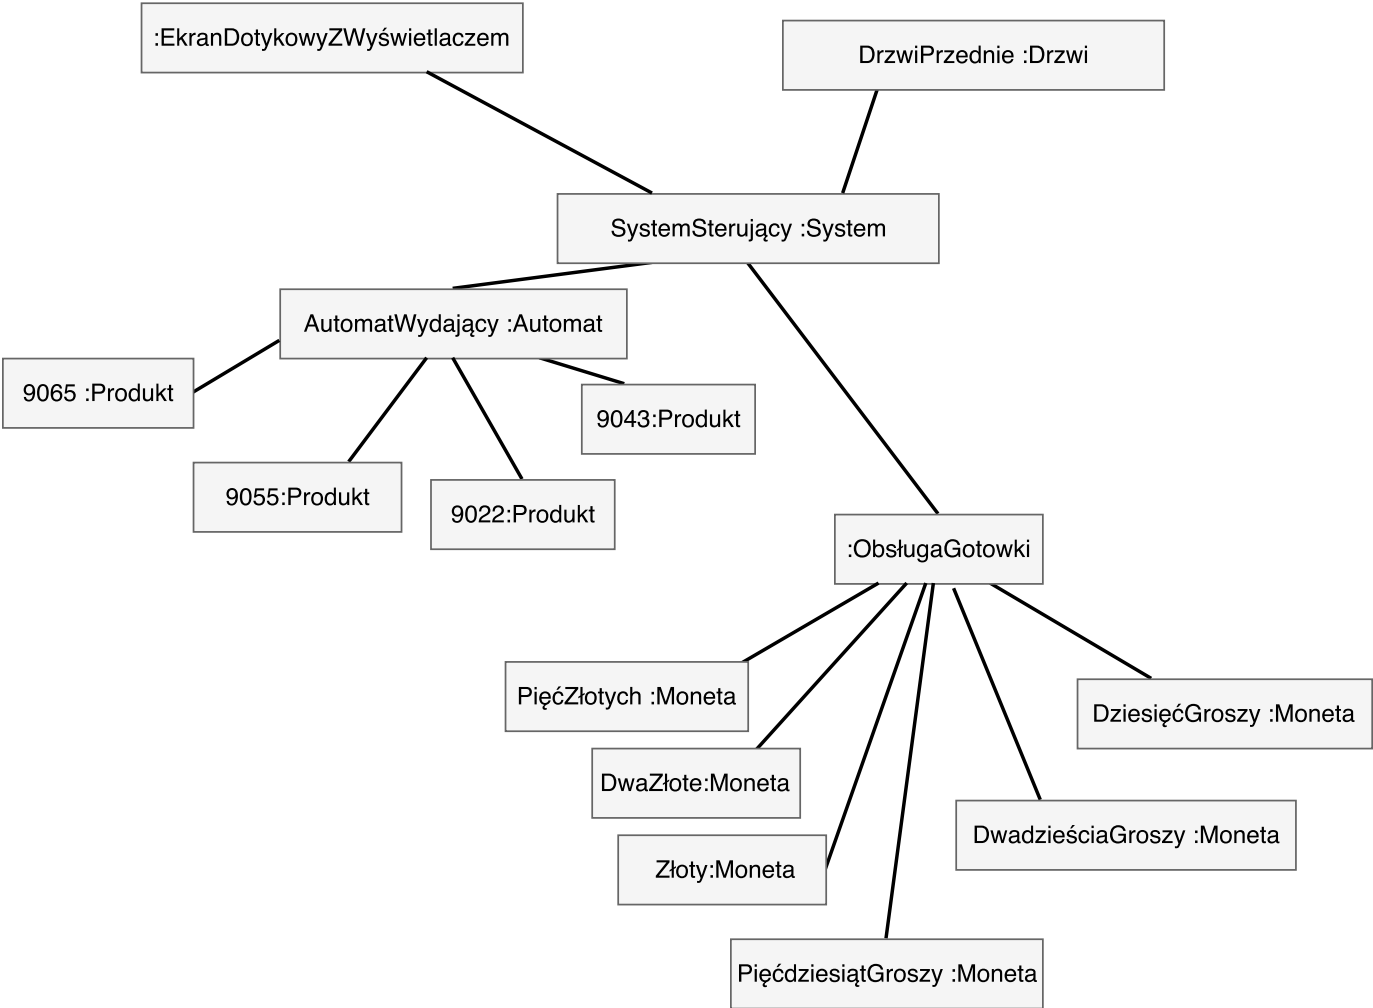 :EkranDotykowyZWyświetlaczem
DrzwiPrzednie :Drzwi
SystemSterujący :System
AutomatWydający :Automat
9065 :Produkt
9043:Produkt
9055:Produkt
9022:Produkt
:ObsługaGotowki
PięćZłotych :Moneta
DziesięćGroszy :Moneta
DwaZłote:Moneta
DwadzieściaGroszy :Moneta
Złoty:Moneta
PięćdziesiątGroszy :Moneta